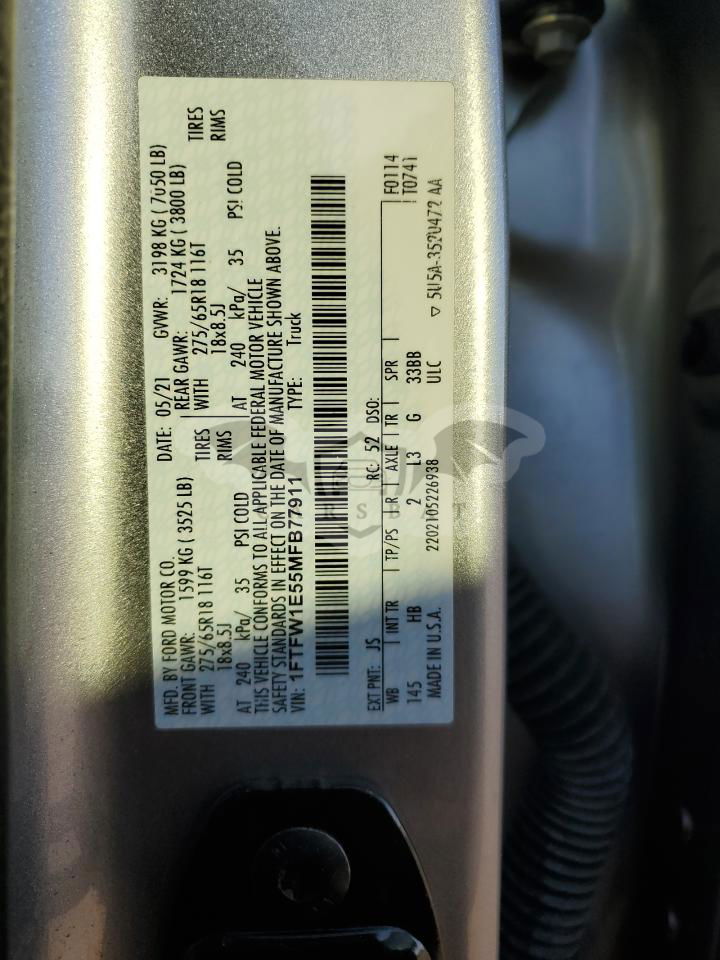 MFD. BY FORD MOTOR CO.
DATE: 05/21 GVWR: 3198 KG ( 7050 LB)
FRONT GAWR: 1599 KG ( 3525 LB) REAR GAWR: 1724 KG ( 3800 LB)
WITH 275/65R18 116T TIRES WITH 275/65R18 116T TIRES
18x8.5J RIMS 18x8.5J RIMS
AT 240 kPa/ 35 PSI COLD AT 240 kPa/ 35 PSI COLD
THIS VEHICLE CONFORMS TO ALL APPLICABLE FEDERAL MOTOR VEHICLE
SAFETY STANDARDS IN EFFECT ON THE DATE OF MANUFACTURE SHOWN ABOVE.
VIN: 1FTFW1E55MFB77911 TYPE: Truck
EXT PNT: JS RC: 52 DSO: F0114
WB INT TR TP/PS R AXLE TR SPR T0741
145 HB 2 L3 G 33BB
MADE IN U.S.A. 2202105226938 ULC ▽ 5U5A-3520472 AA